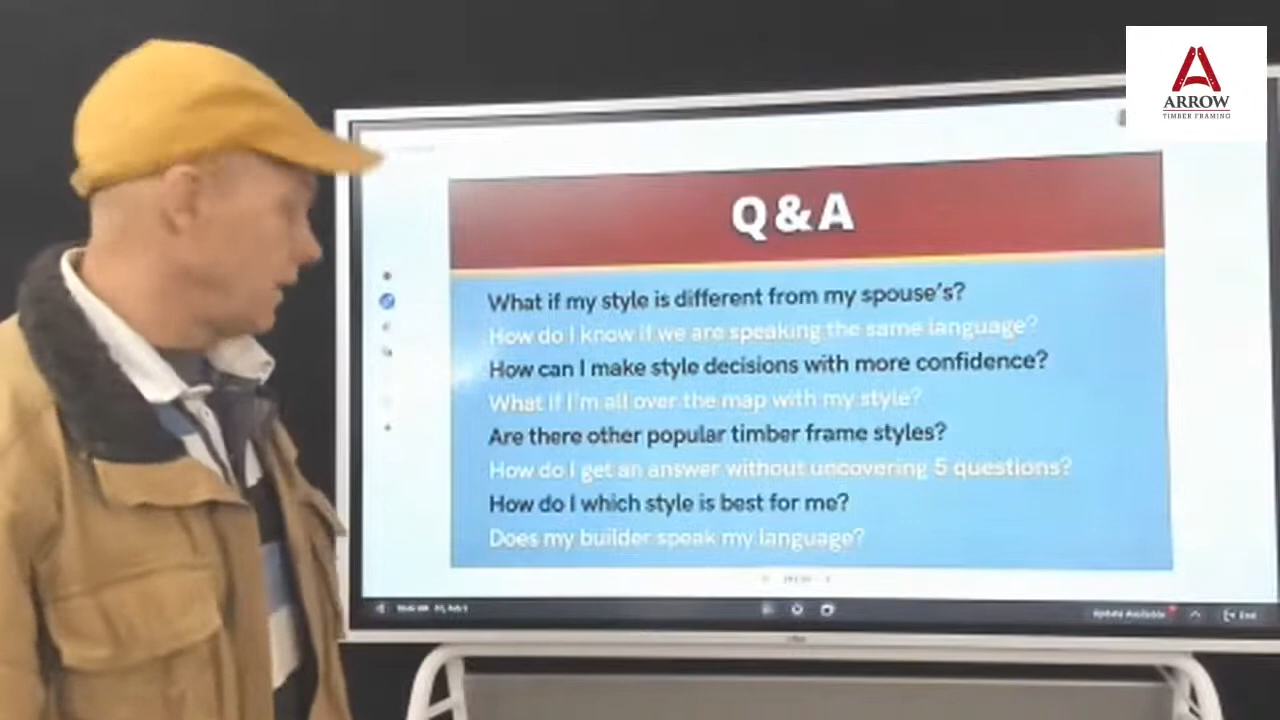 ARROW
TIMBER FRAMING
Q&A
What if my style is different from my spouse's?
How do I know if we are speaking the same language?
How can I make style decisions with more confidence?
What if I'm all over the map with my style?
Are there other popular timber frame styles?
How do I get an answer without uncovering 5 questions?
How do I which style is best for me?
Does my builder speak my language?
Update Available
End